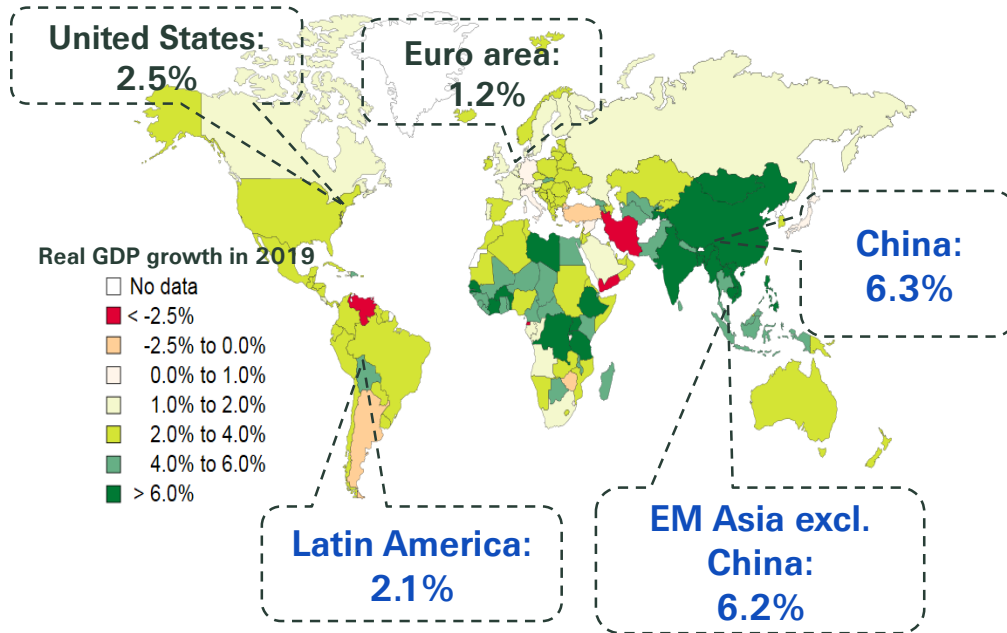 United States:
2.5%
Euro area:
1.2%
Real GDP growth in 2019
No data
< -2.5%
-2.5% to 0.0%
0.0% to 1.0%
1.0% to 2.0%
2.0% to 4.0%
4.0% to 6.0%
> 6.0%
China:
6.3%
Latin America:
2.1%
EM Asia excl.
China:
6.2%